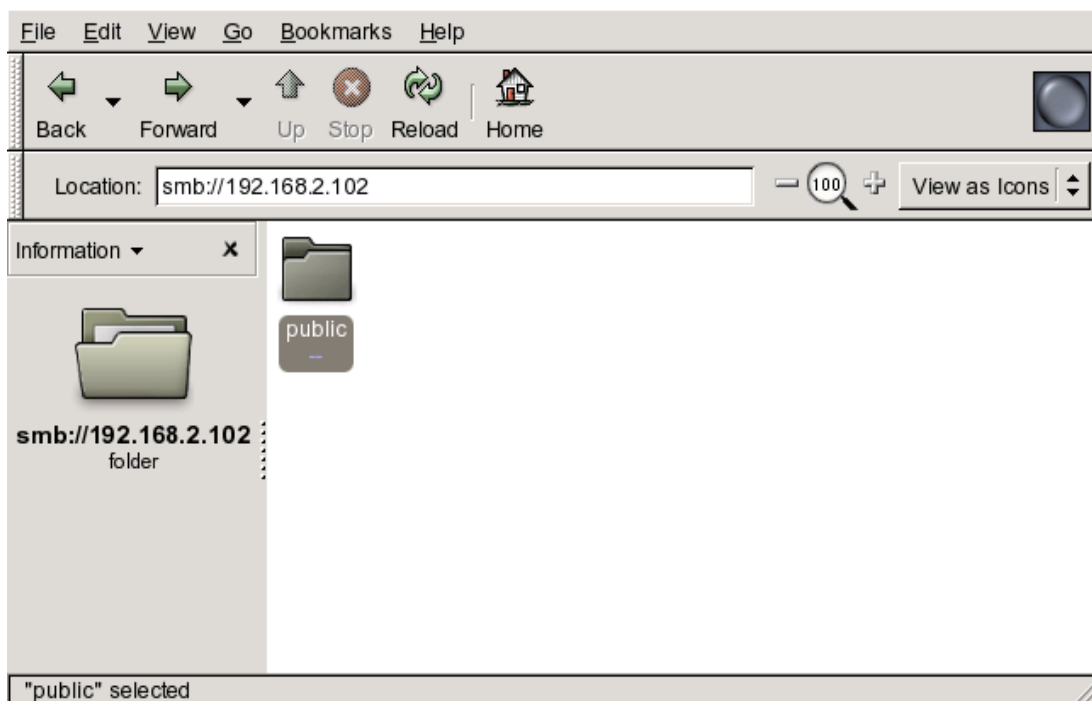 File Edit View Go Bookmarks Help
Back Forward Up Stop Reload Home
Location: smb://192.168.2.102 100 View as Icons
Information
public
--
smb://192.168.2.102
folder
"public" selected